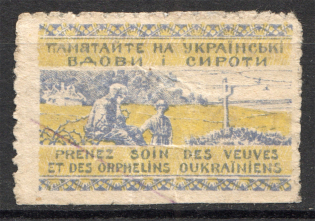 ПАМЯТАЙТЕ НА УКРАЇНСЬКІ
ВДОВИ І СИРОТИ
PRENEZ SOIN DES VEUVES
ET DES ORPHELINS OUKRAINIENS